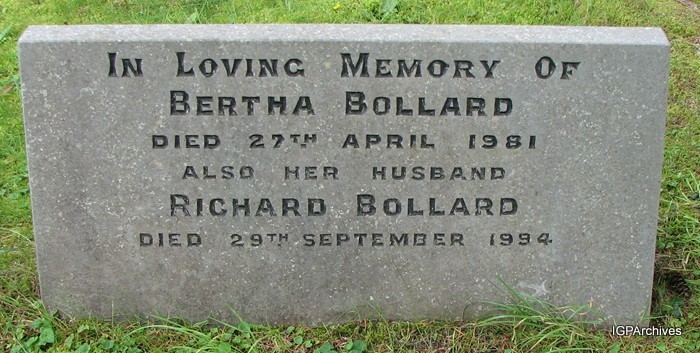 In Loving Memory Of
Bertha Bollard
Died 27th April 1981
Also Her Husband
Richard Bollard
Died 29th September 1994
IGPArchives